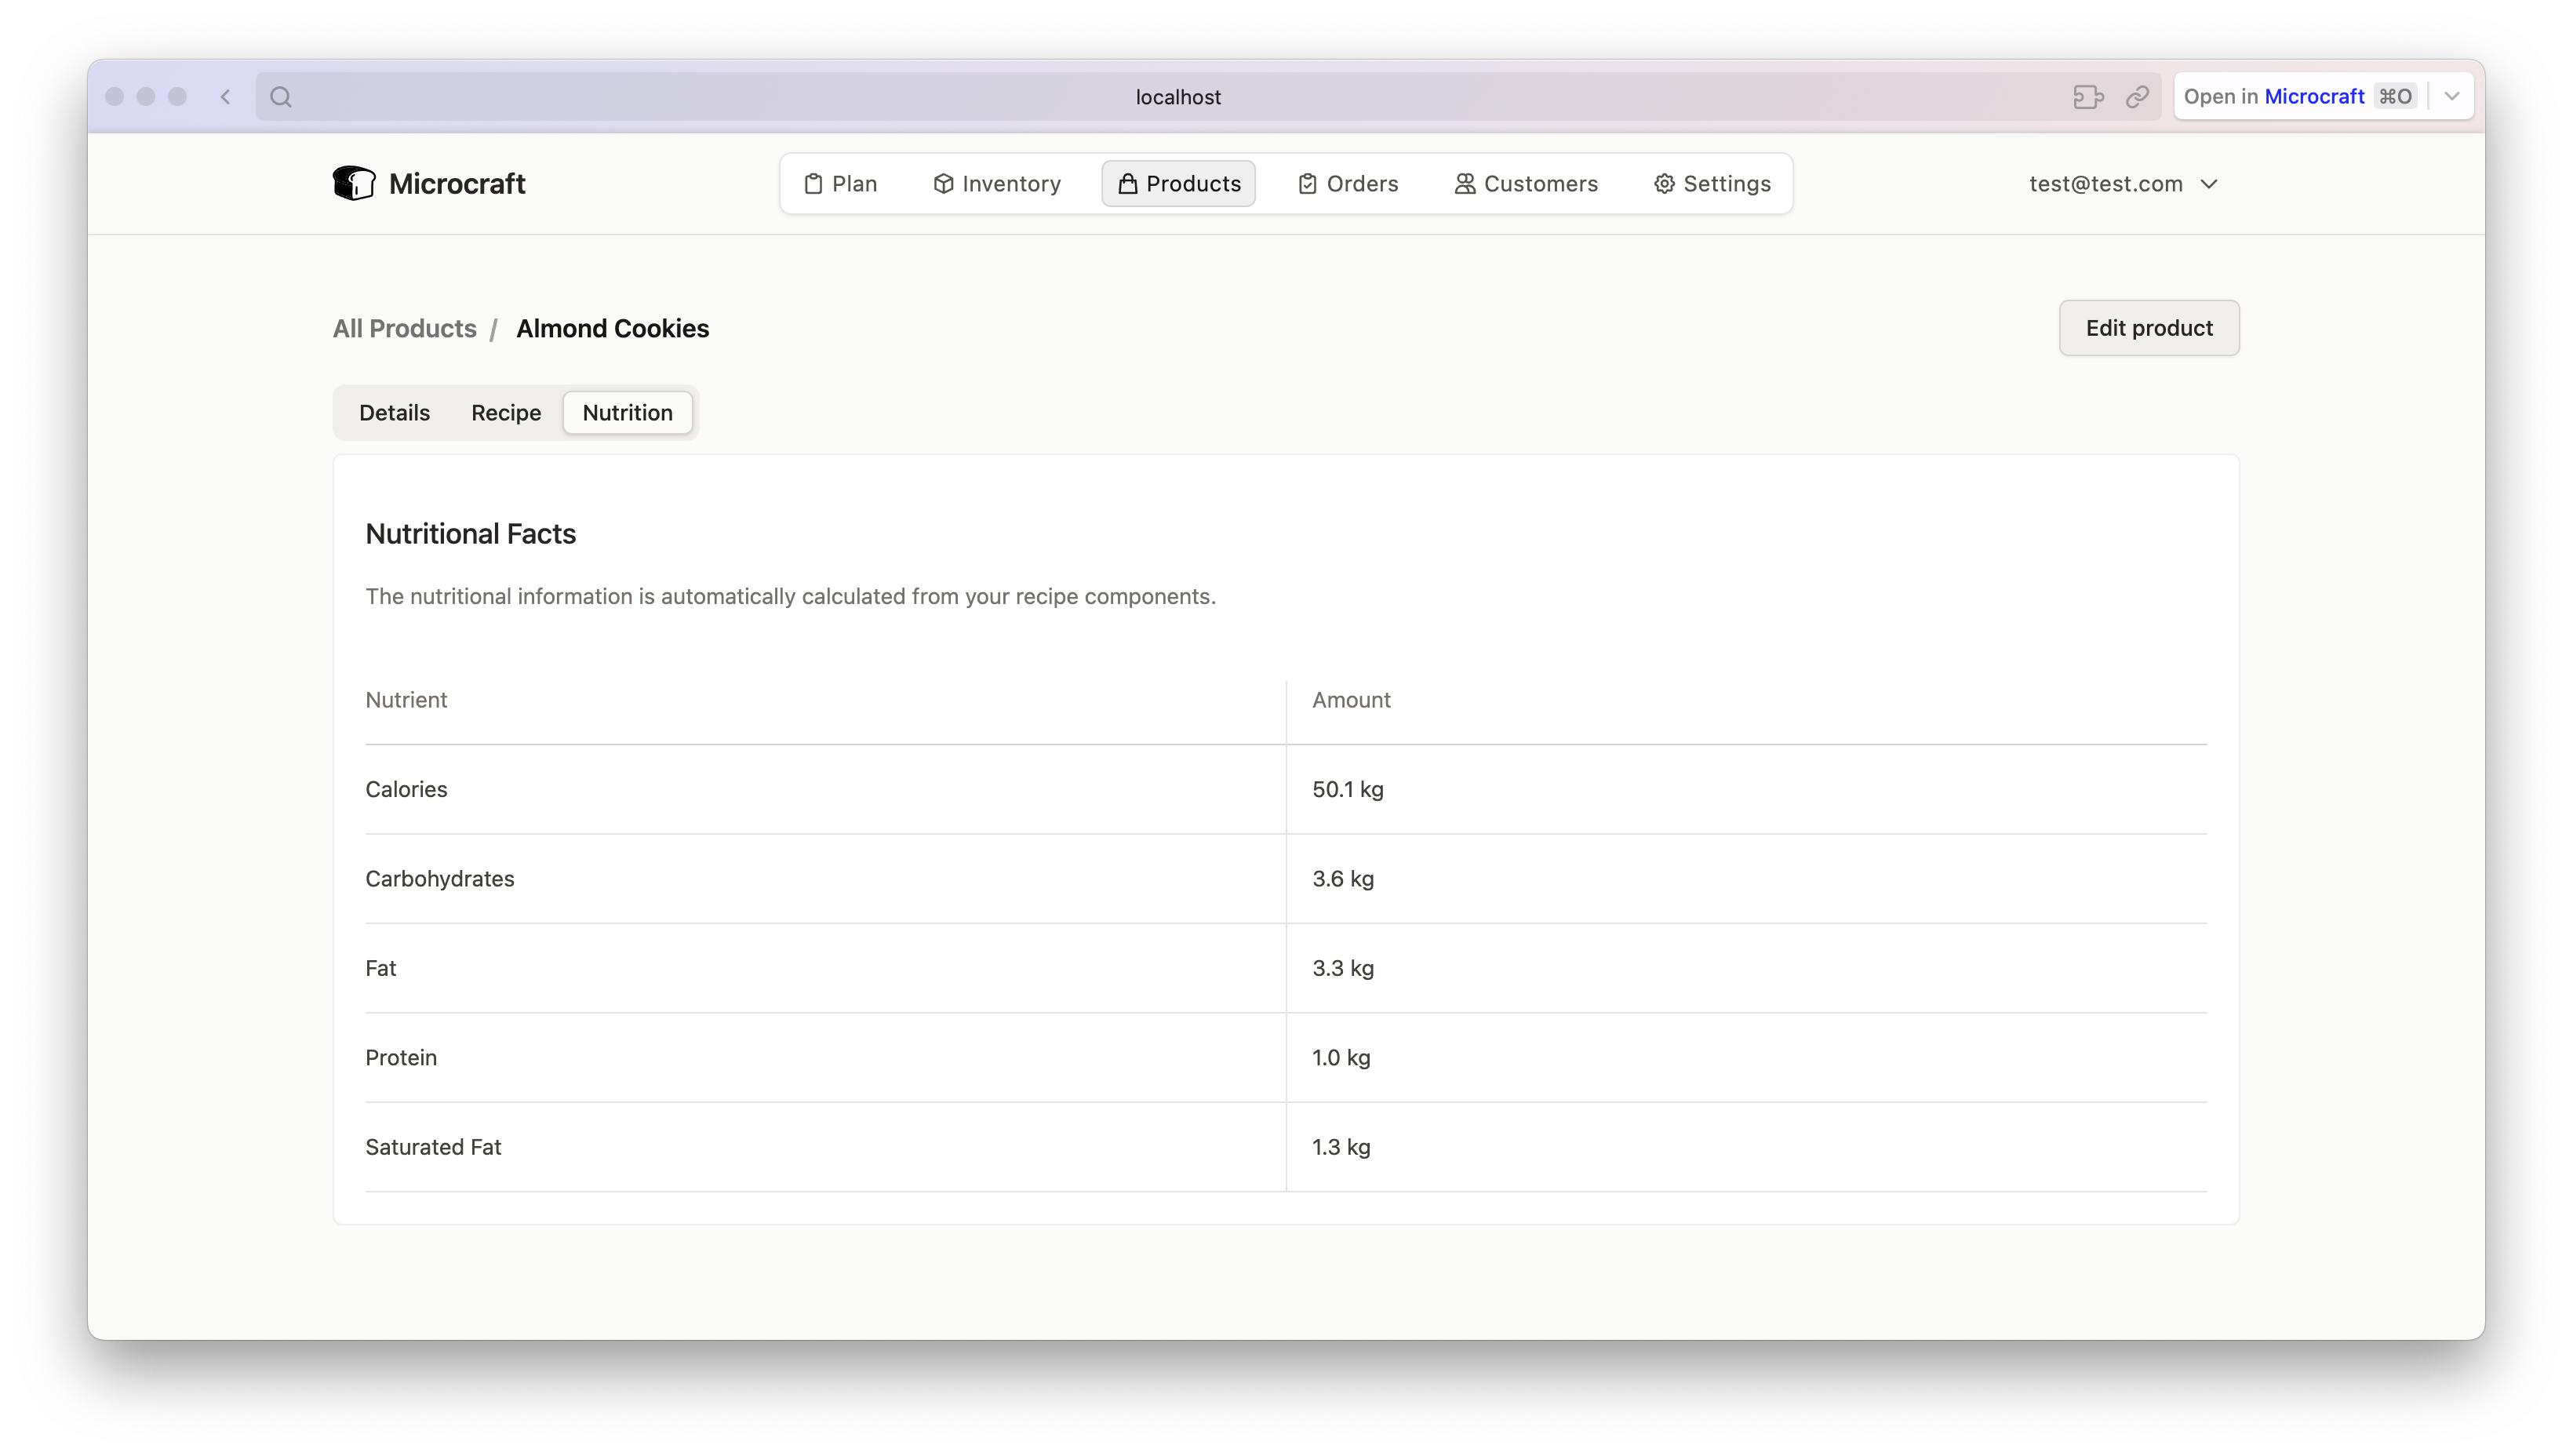 localhost
Open in Microcraft ⌘O
Microcraft
Plan Inventory Products Orders Customers Settings
test@test.com
All Products / Almond Cookies
Edit product
Details Recipe Nutrition
Nutritional Facts
The nutritional information is automatically calculated from your recipe components.
Nutrient Amount
Calories 50.1 kg
Carbohydrates 3.6 kg
Fat 3.3 kg
Protein 1.0 kg
Saturated Fat 1.3 kg